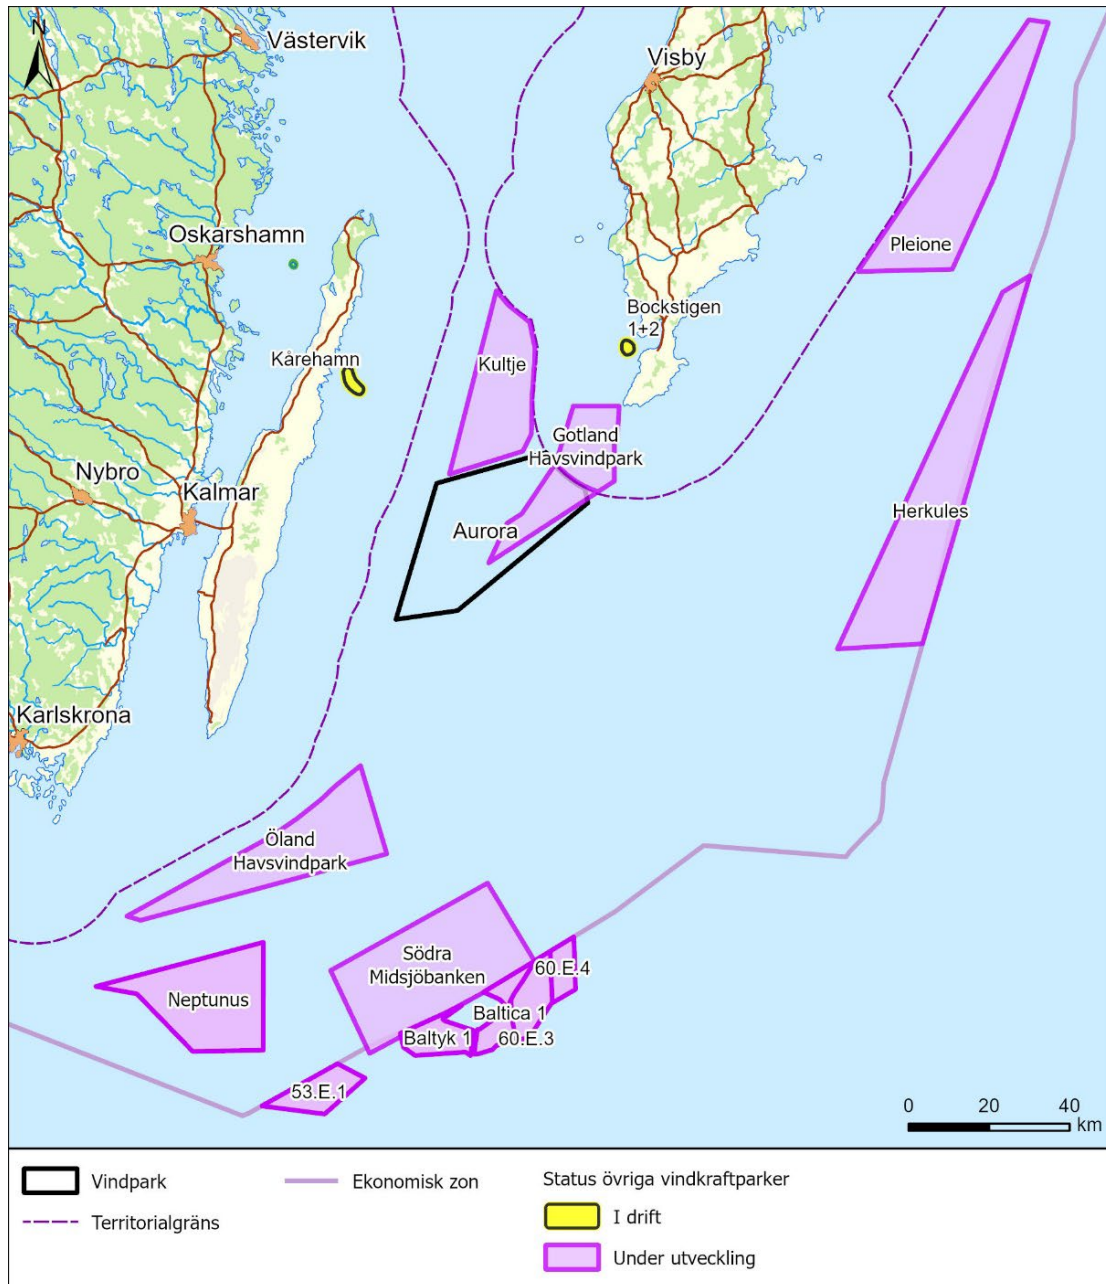 N
Västervik
Visby
Oskarshamn
Pleione
Bockstigen
1+2
Kårehamn
Kultje
Gotland
Havsvindpark
Nybro
Kalmar
Aurora
Herkules
Karlskrona
Öland
Havsvindpark
Södra
Midsjöbanken
60.E.4
Neptunus
Baltica 1
Baltyk 1
60.E.3
53.E.1
0 20 40
km
Vindpark
Ekonomisk zon
Status övriga vindkraftparker
Territorialgräns
I drift
Under utveckling